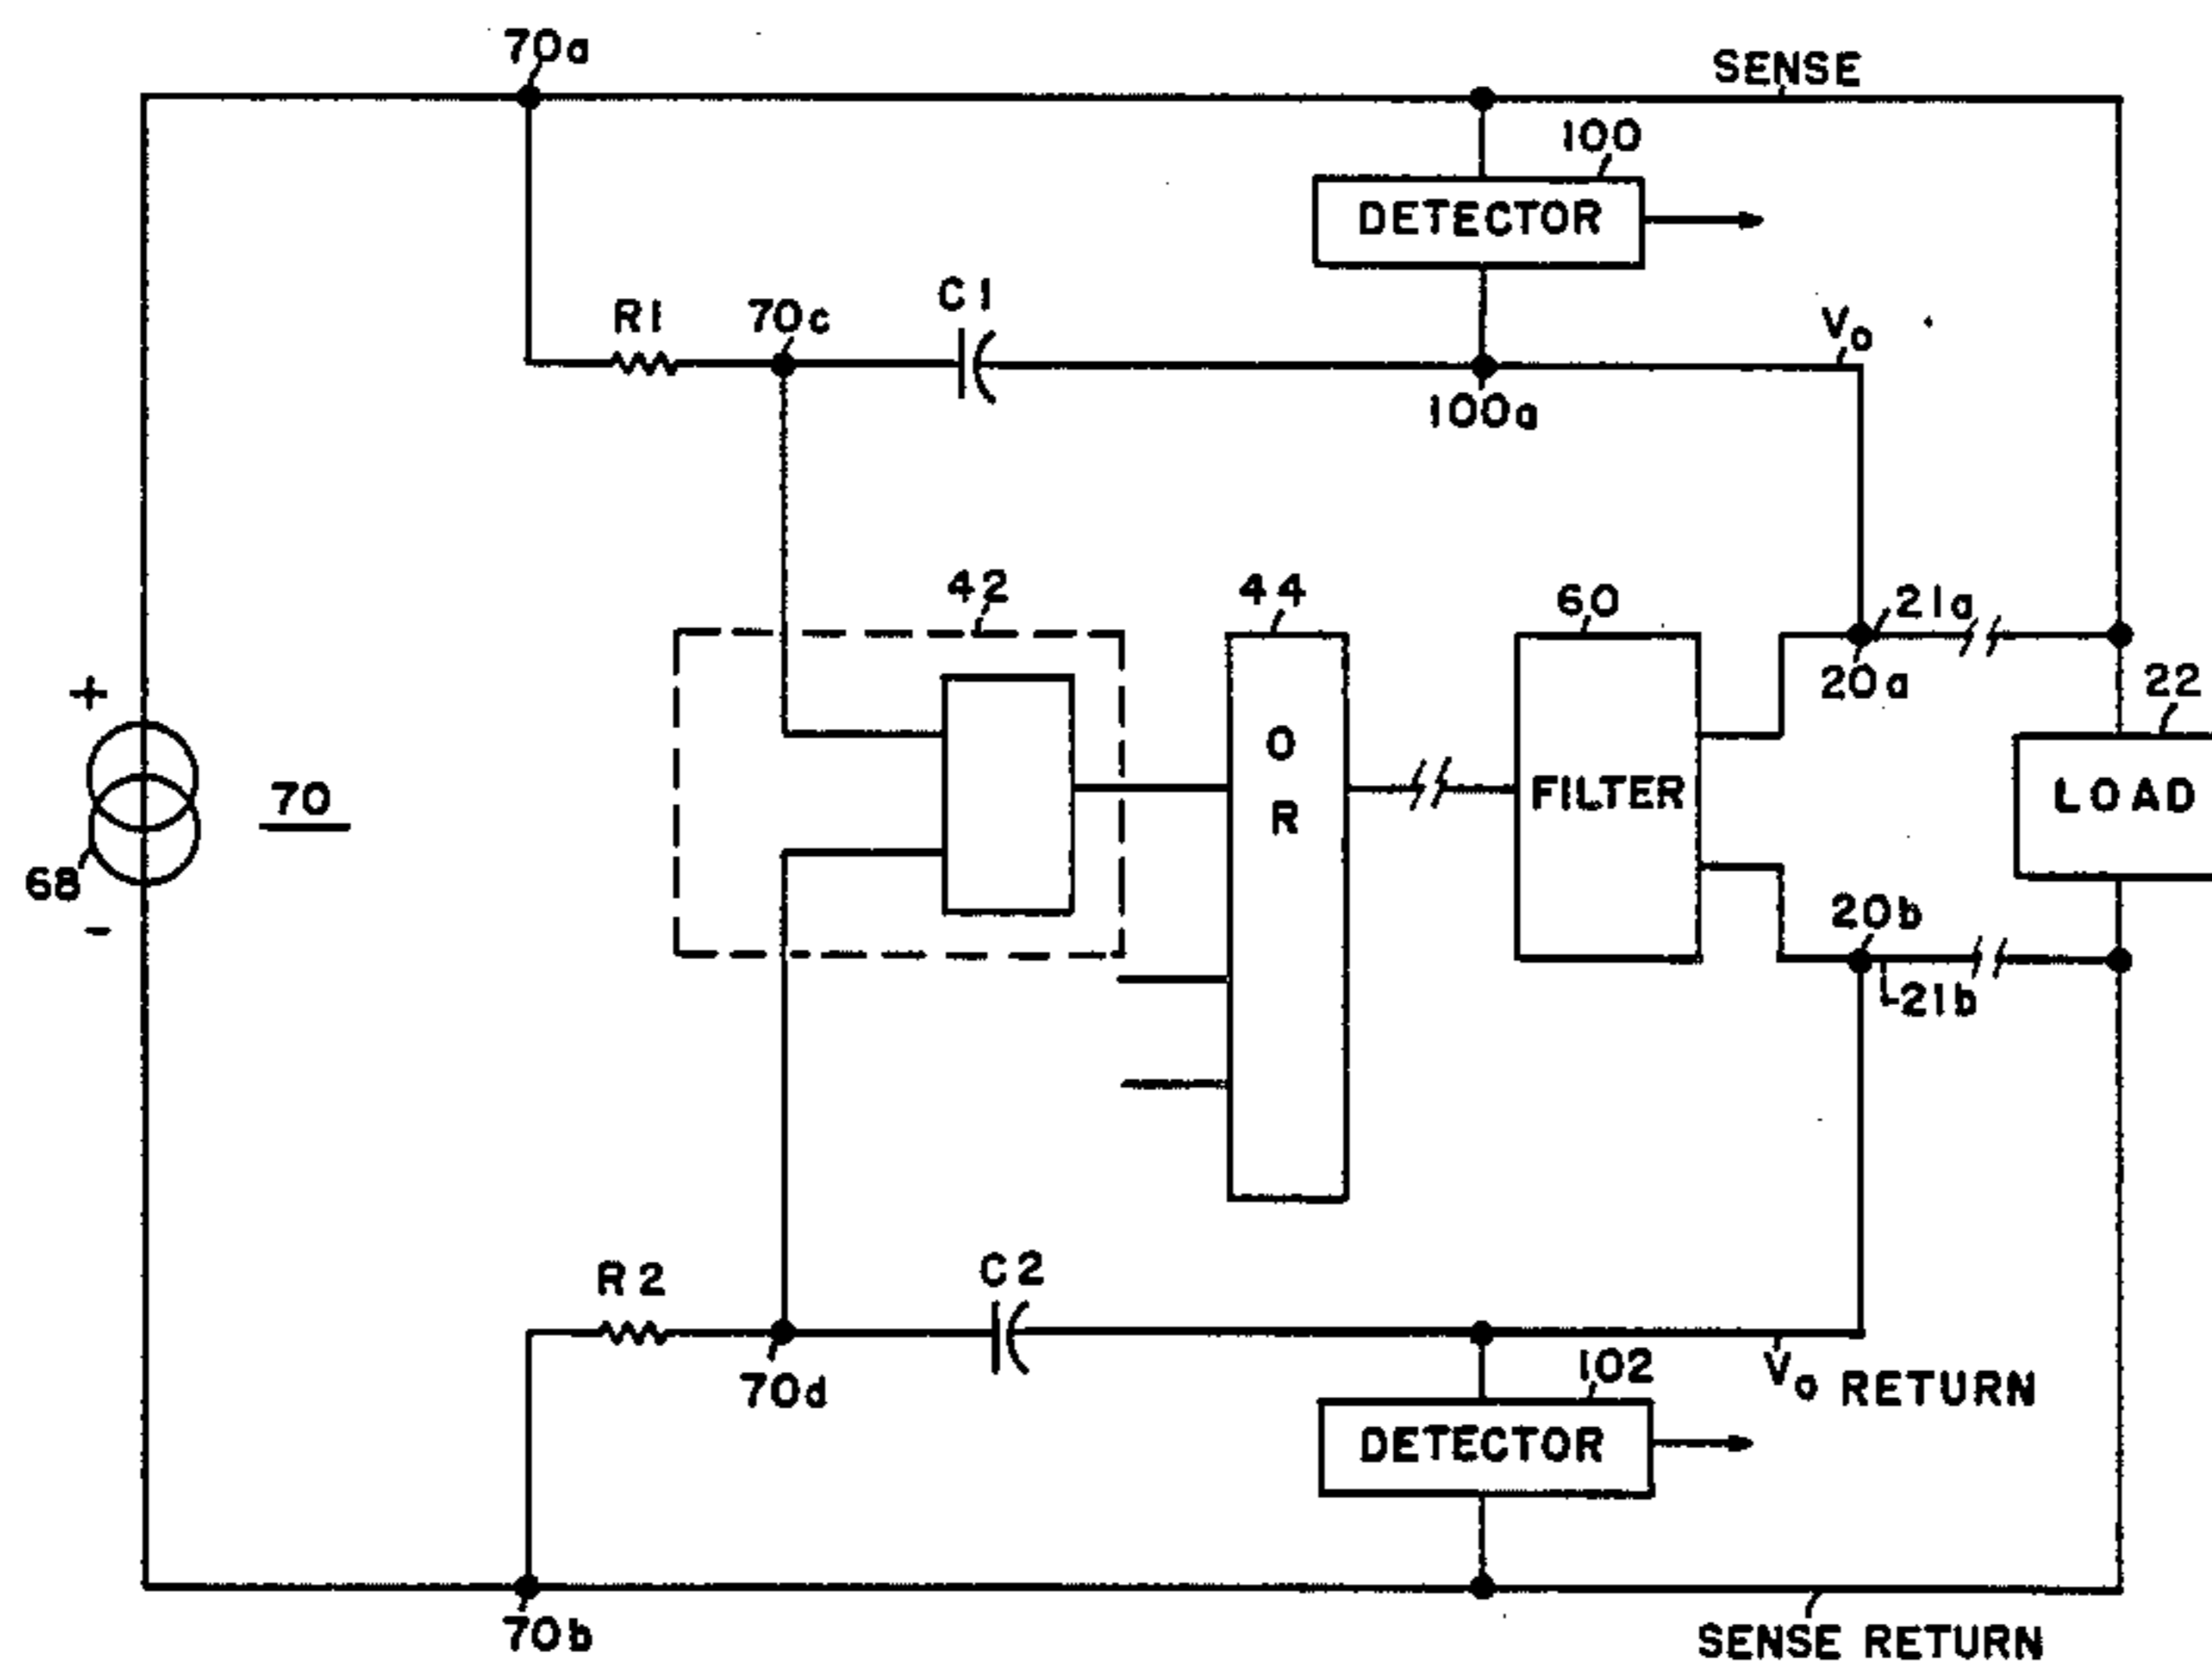 70a
SENSE
100
DETECTOR
R1
70c
C1
Vo
100a
42
44
60
21a
20a
22
+
OR
FILTER
LOAD
70
68
-
20b
21b
R2
C2
70d
102
Vo RETURN
DETECTOR
70b
SENSE RETURN